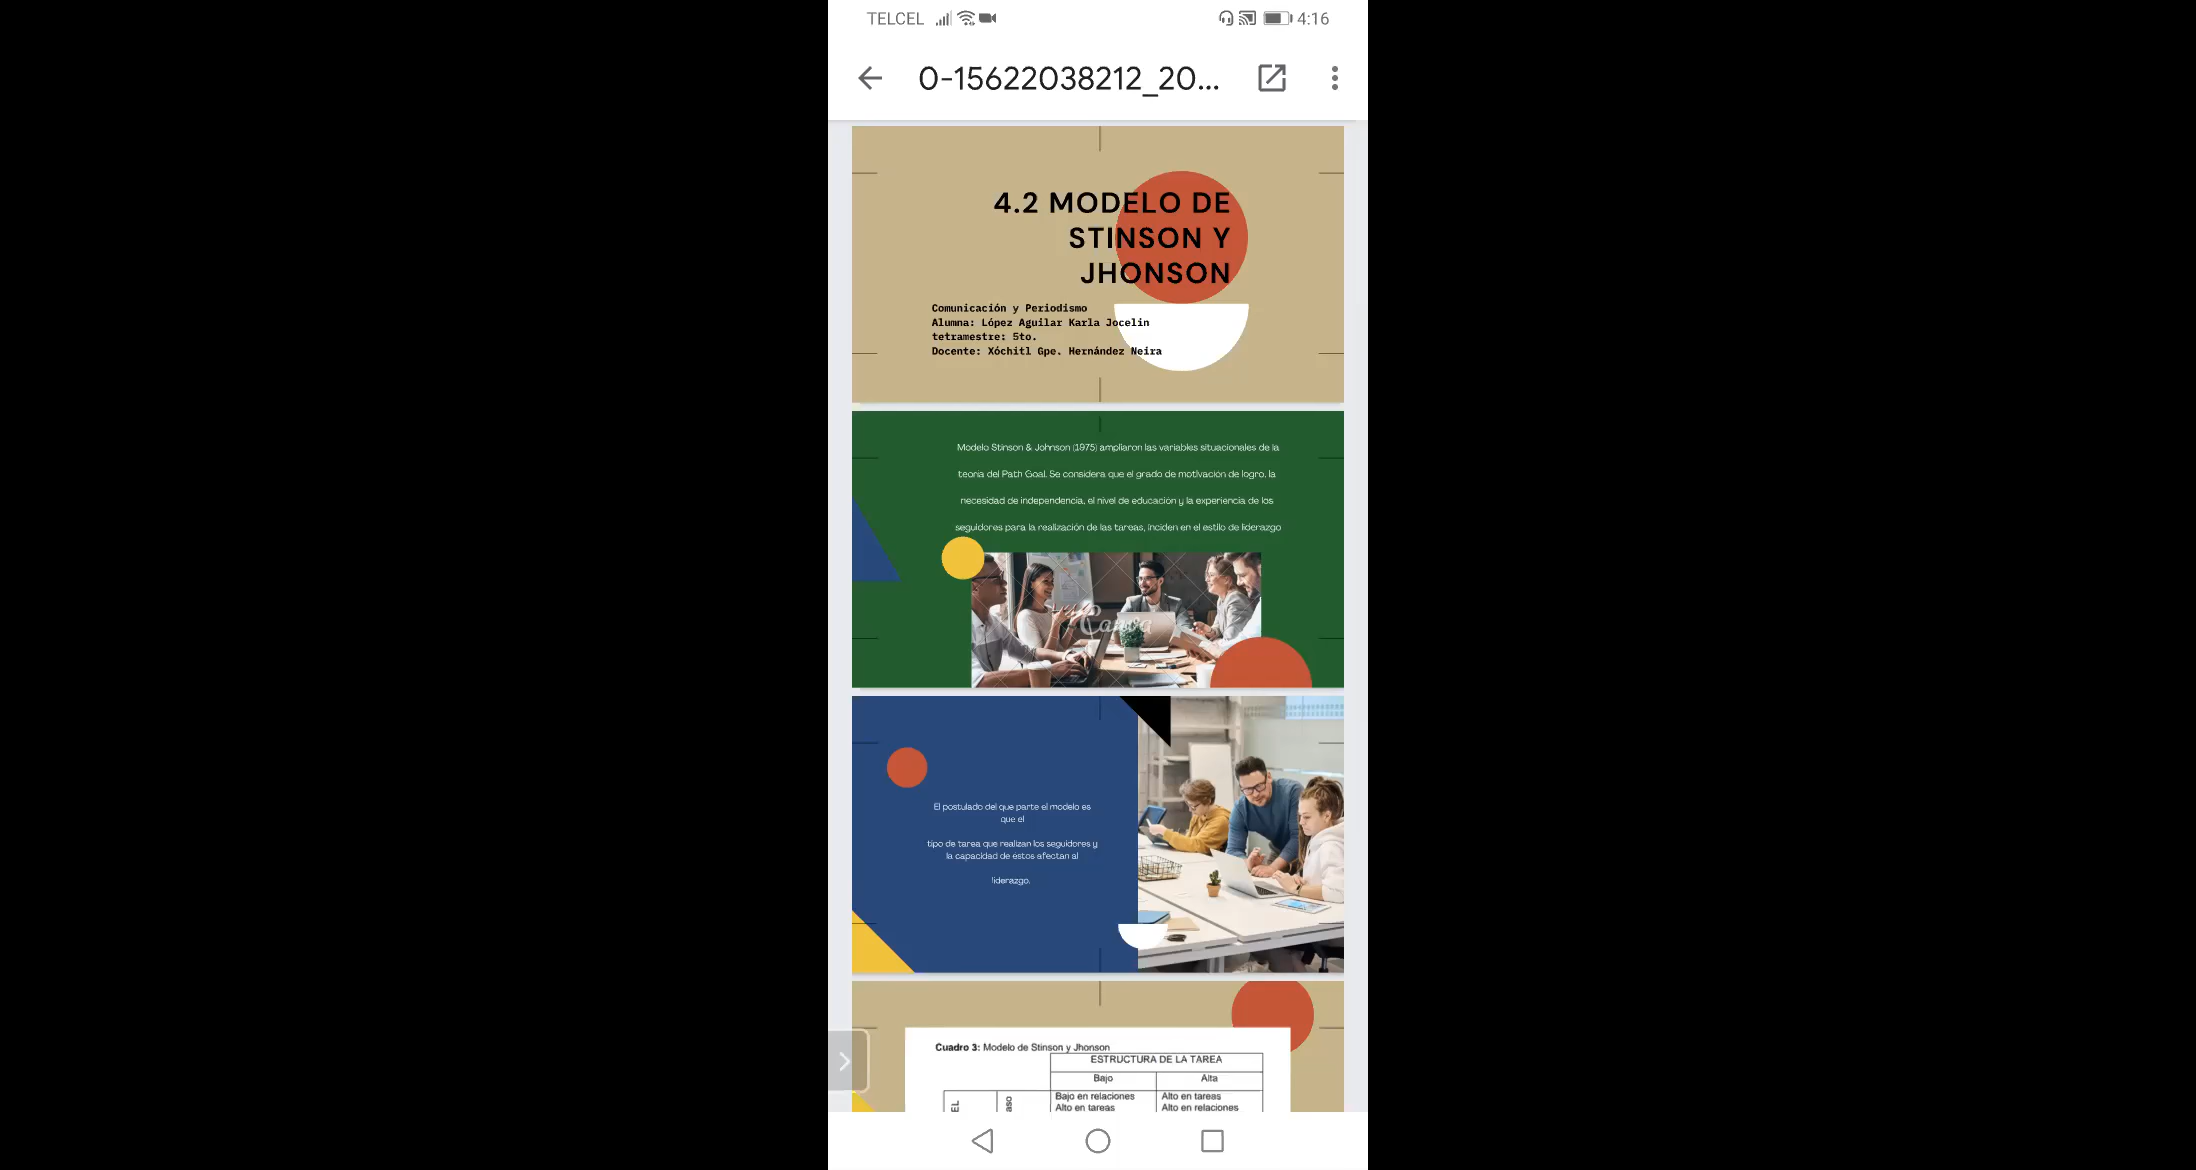 TELCEL
4:16
0-15622038212_20...
4.2 MODELO DE
STINSON Y
JHONSON
Comunicación y Periodismo
Alumna: López Aguilar Karla Jocelin
tetramestre: 5to.
Docente: Xóchitl Gpe. Hernández Neira
Modelo Stinson & Johnson (1975) ampliaron las variables situacionales de la
teoría del Path Goal. Se considera que el grado de motivación de logro, la
necesidad de independencia, el nivel de educación y la experiencia de los
seguidores para la realización de las tareas, inciden en el estilo de liderazgo
Canva
El postulado del que parte el modelo es
que el
tipo de tarea que realizan los seguidores y
la capacidad de éstos afectan al
liderazgo.
Cuadro 3: Modelo de Stinson y Jhonson
ESTRUCTURA DE LA TAREA
Bajo
Alta
Bajo en relaciones
Alto en tareas
Alto en tareas
Alto en relaciones